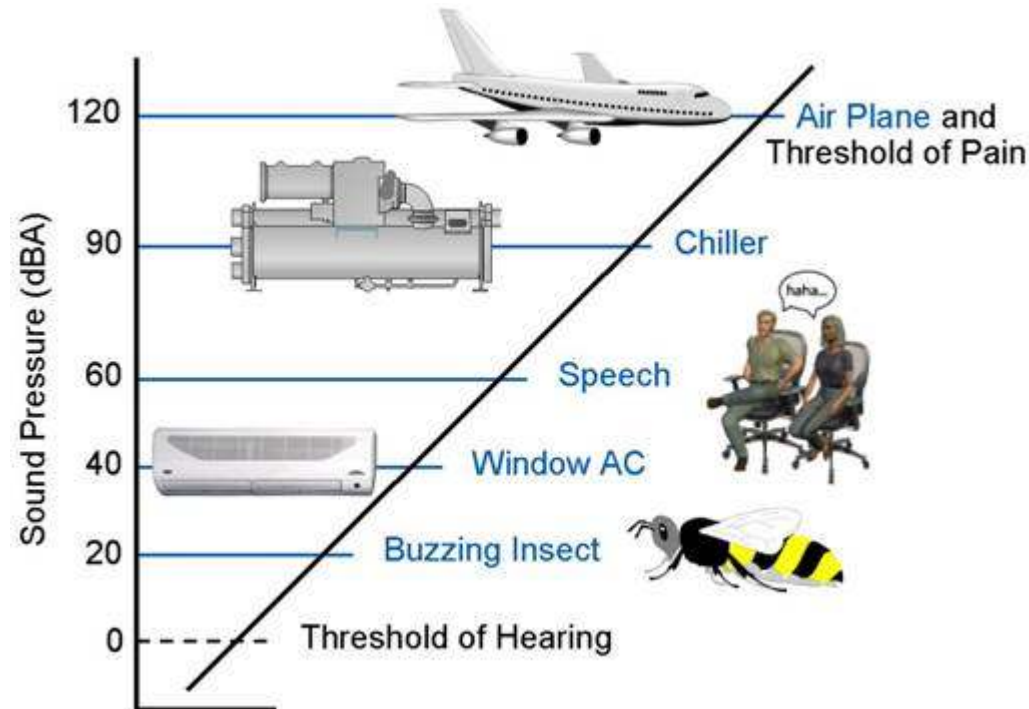 120
Air Plane and
Threshold of Pain
90
Chiller
haha...
60
Speech
40
Window AC
20
Buzzing Insect
0
Threshold of Hearing
Sound Pressure (dBA)